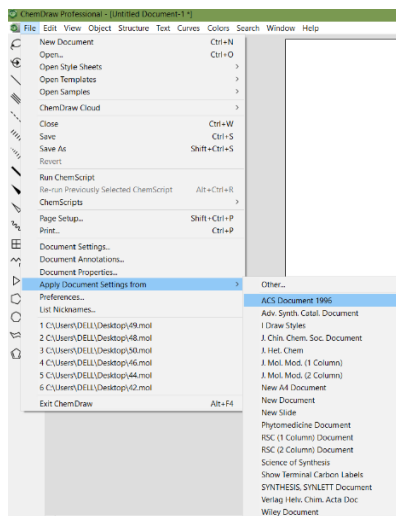 ChemDraw Professional - [Untitled Document-1 *]
File Edit View Object Structure Text Curves Colors Search Window Help
New Document Ctrl+N
Open... Ctrl+O
Open Style Sheets
Open Templates
Open Samples
ChemDraw Cloud
Close Ctrl+W
Save Ctrl+S
Save As Shift+Ctrl+S
Revert
Run ChemScript
Re-run Previously Selected ChemScript Alt+Ctrl+R
ChemScripts
Page Setup... Shift+Ctrl+P
Print... Ctrl+P
Document Settings...
Document Annotations...
Document Properties...
Apply Document Settings from
Preferences...
List Nicknames...
1 C:\Users\DELL\Desktop\49.mol
2 C:\Users\DELL\Desktop\48.mol
3 C:\Users\DELL\Desktop\50.mol
4 C:\Users\DELL\Desktop\46.mol
5 C:\Users\DELL\Desktop\44.mol
6 C:\Users\DELL\Desktop\42.mol
Exit ChemDraw Alt+F4
Other...
ACS Document 1996
Adv. Synth. Catal. Document
I Draw Styles
J. Chin. Chem. Soc. Document
J. Het. Chem
J. Mol. Mod. (1 Column)
J. Mol. Mod. (2 Column)
New A4 Document
New Document
New Slide
Phytomedicine Document
RSC (1 Column) Document
RSC (2 Column) Document
Science of Synthesis
Show Terminal Carbon Labels
SYNTHESIS, SYNLETT Document
Verlag Helv. Chim. Acta Doc
Wiley Document